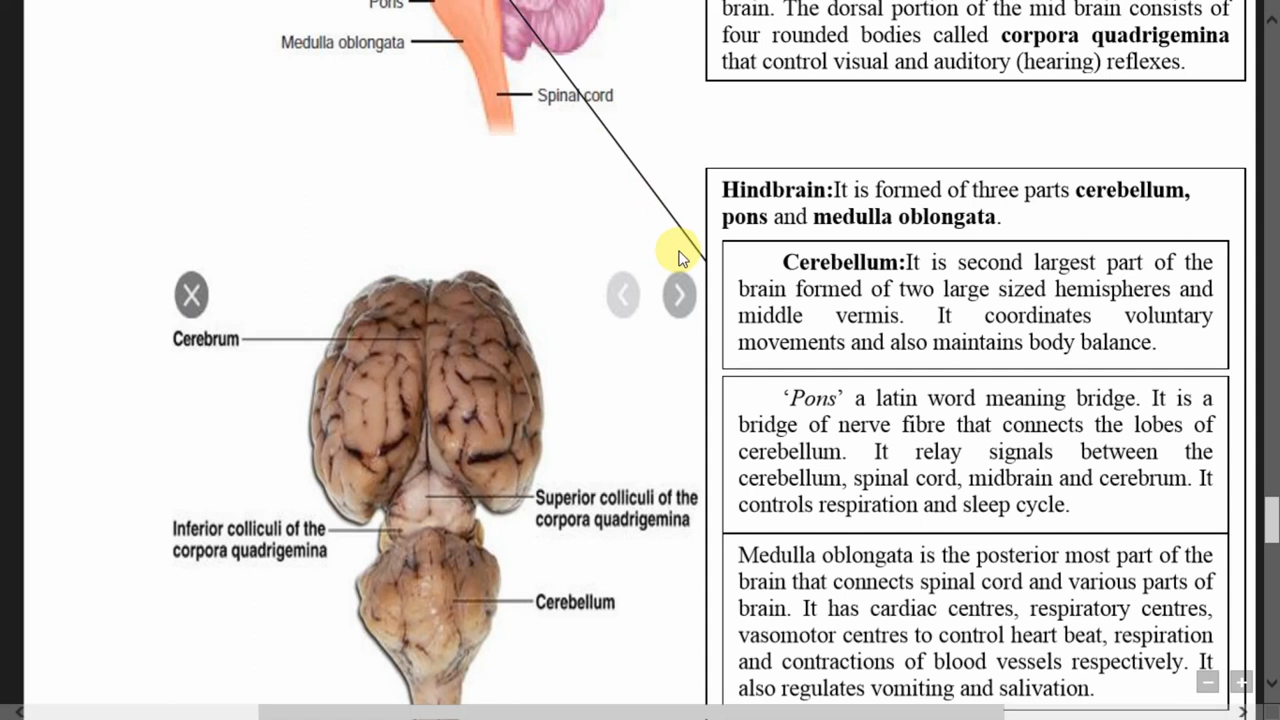 Pons
Medulla oblongata
Spinal cord
brain. The dorsal portion of the mid brain consists of
four rounded bodies called corpora quadrigemina
that control visual and auditory (hearing) reflexes.
Hindbrain:It is formed of three parts cerebellum,
pons and medulla oblongata.
Cerebellum:It is second largest part of the
brain formed of two large sized hemispheres and
middle vermis. It coordinates voluntary
movements and also maintains body balance.
‘Pons’ a latin word meaning bridge. It is a
bridge of nerve fibre that connects the lobes of
cerebellum. It relay signals between the
cerebellum, spinal cord, midbrain and cerebrum. It
controls respiration and sleep cycle.
Medulla oblongata is the posterior most part of the
brain that connects spinal cord and various parts of
brain. It has cardiac centres, respiratory centres,
vasomotor centres to control heart beat, respiration
and contractions of blood vessels respectively. It
also regulates vomiting and salivation.
Cerebrum
Superior colliculi of the
corpora quadrigemina
Inferior colliculi of the
corpora quadrigemina
Cerebellum